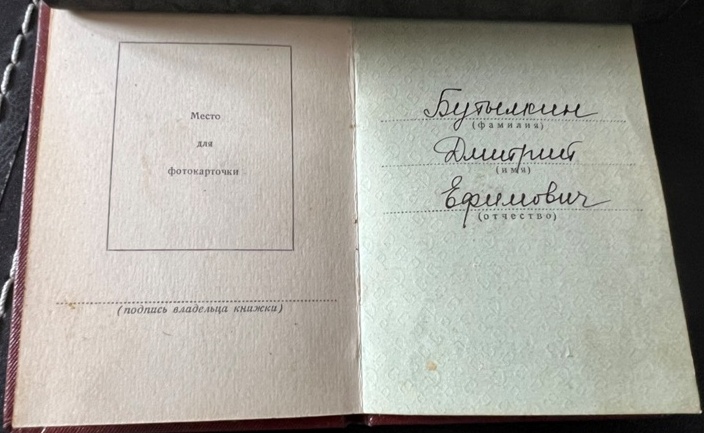 Место
для
фотокарточки
(подпись владельца книжки)
Бутылкин
(фамилия)
Дмитрий
(имя)
Ефимович
(отчество)